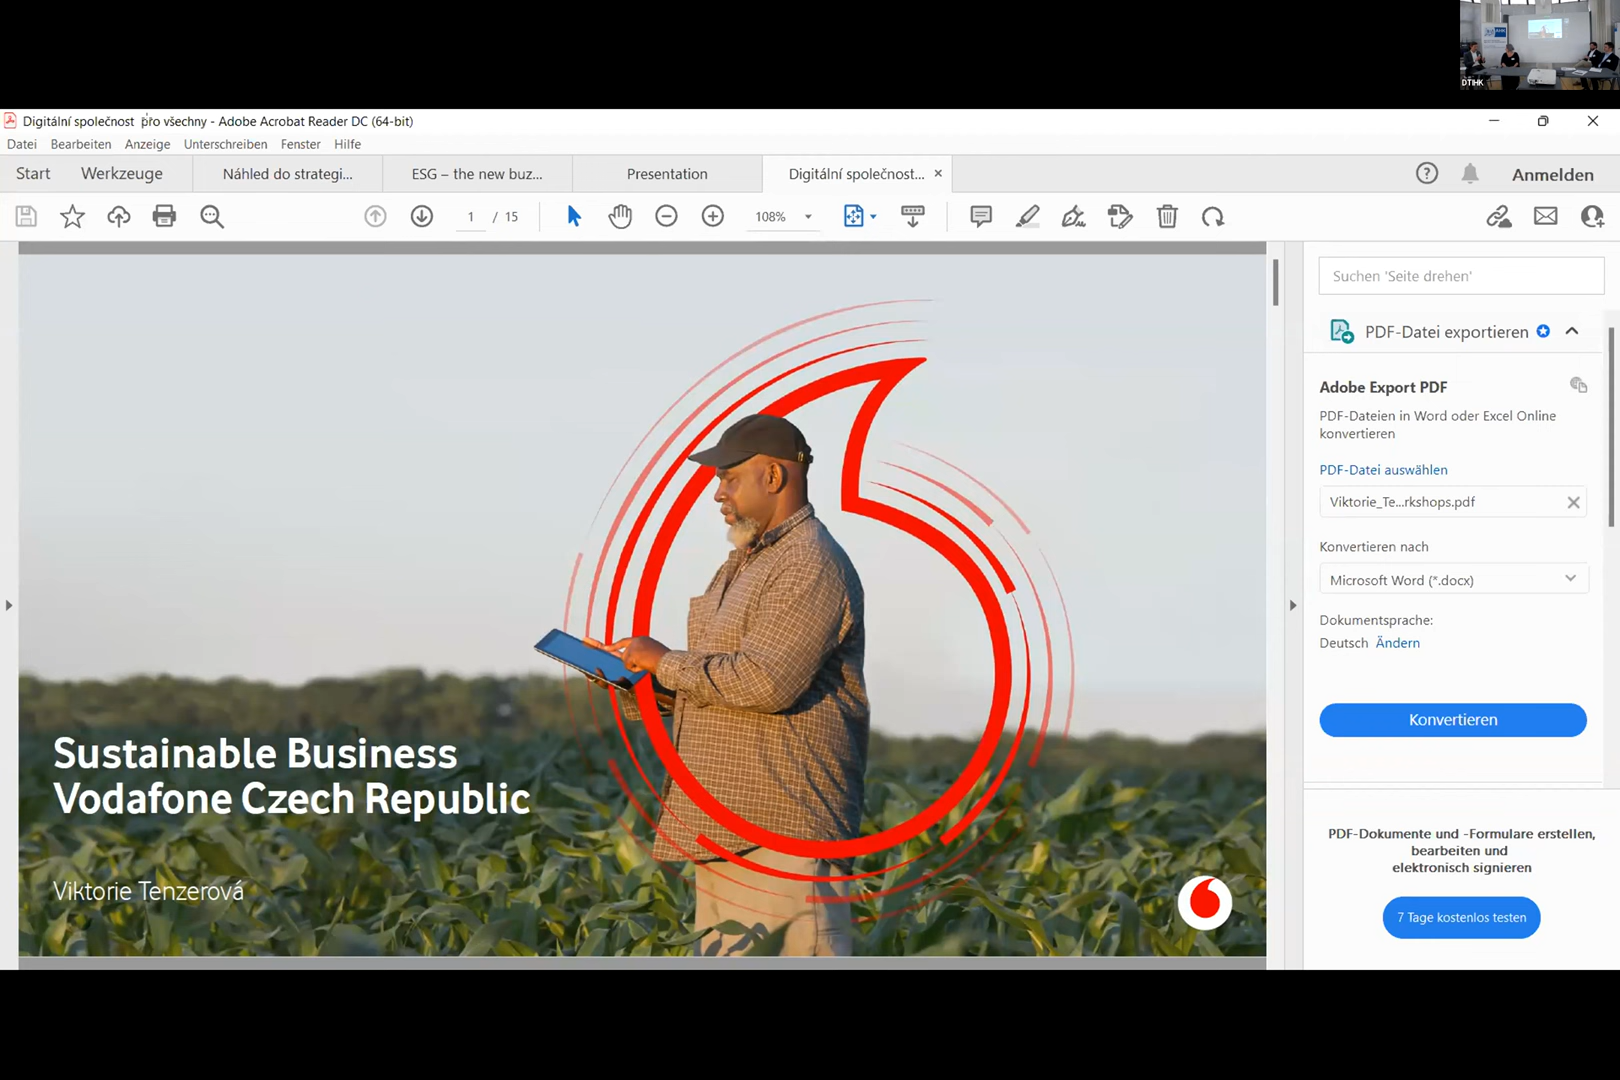 DTIHK
Digitální společnost pro všechny - Adobe Acrobat Reader DC (64-bit)
Datei Bearbeiten Anzeige Unterschreiben Fenster Hilfe
Start Werkzeuge Náhled do strategi... ESG – the new buz... Presentation Digitální společnost... Anmelden
1 / 15 108%
Suchen 'Seite drehen'
PDF-Datei exportieren
Adobe Export PDF
PDF-Dateien in Word oder Excel Online
konvertieren
PDF-Datei auswählen
Viktorie_Te...rkshops.pdf
Konvertieren nach
Microsoft Word (*.docx)
Dokumentsprache:
Deutsch Ändern
Konvertieren
PDF-Dokumente und -Formulare erstellen,
bearbeiten und
elektronisch signieren
7 Tage kostenlos testen
Sustainable Business
Vodafone Czech Republic
Viktorie Tenzerová